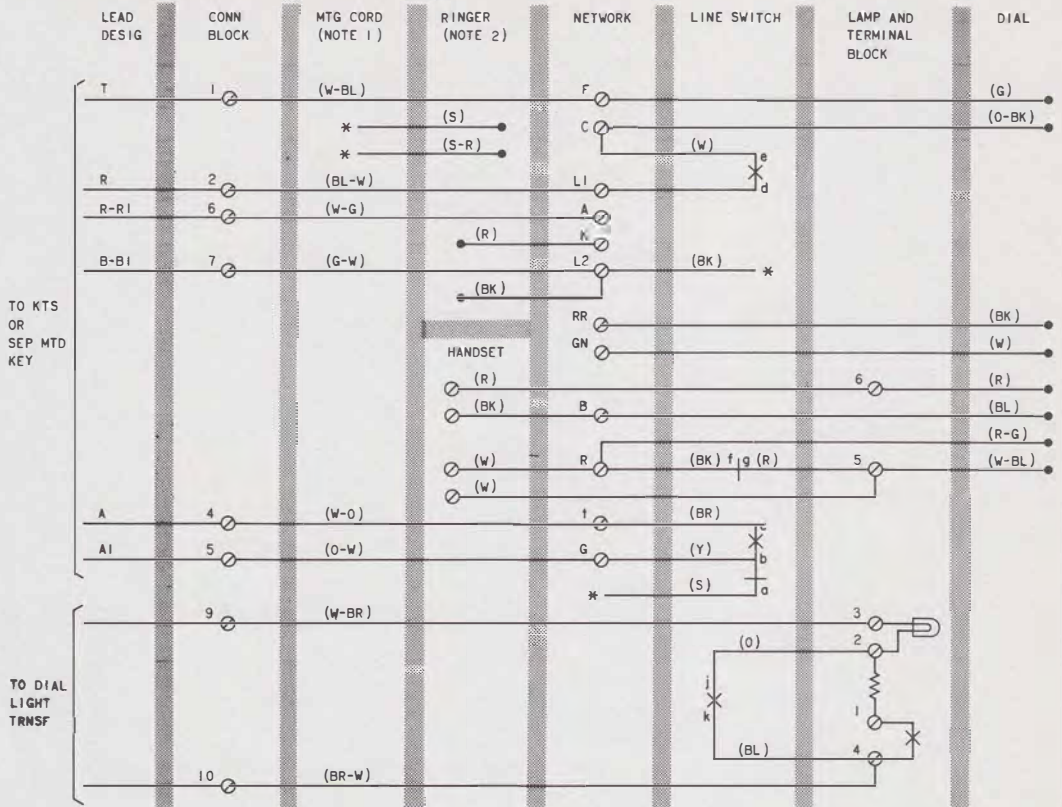 LEAD DESIG
CONN BLOCK
MTG CORD (NOTE 1)
RINGER (NOTE 2)
NETWORK
LINE SWITCH
LAMP AND TERMINAL BLOCK
DIAL
T 1 (W-BL) F (G)
* (S) C (O-BK)
* (S-R) (W) e
d
R 2 (BL-W) L1
R-R1 6 (W-G) A
(R) K
B-B1 7 (G-W) L2 (BK) *
(BK)
TO KTS
OR
SEP MTD
KEY
RR (BK)
GN (W)
HANDSET
(R) 6 (R)
(BK) B (BL)
(R-G)
(W) R (BK) f g (R) 5 (W-BL)
(W)
A 4 (W-O) (BR)
A1 5 (O-W) G (Y) b
* (S) a
9 (W-BR) 3
(O) 2
TO DIAL
LIGHT
TRNSF
j
k 1
(BL) 4
10 (BR-W)